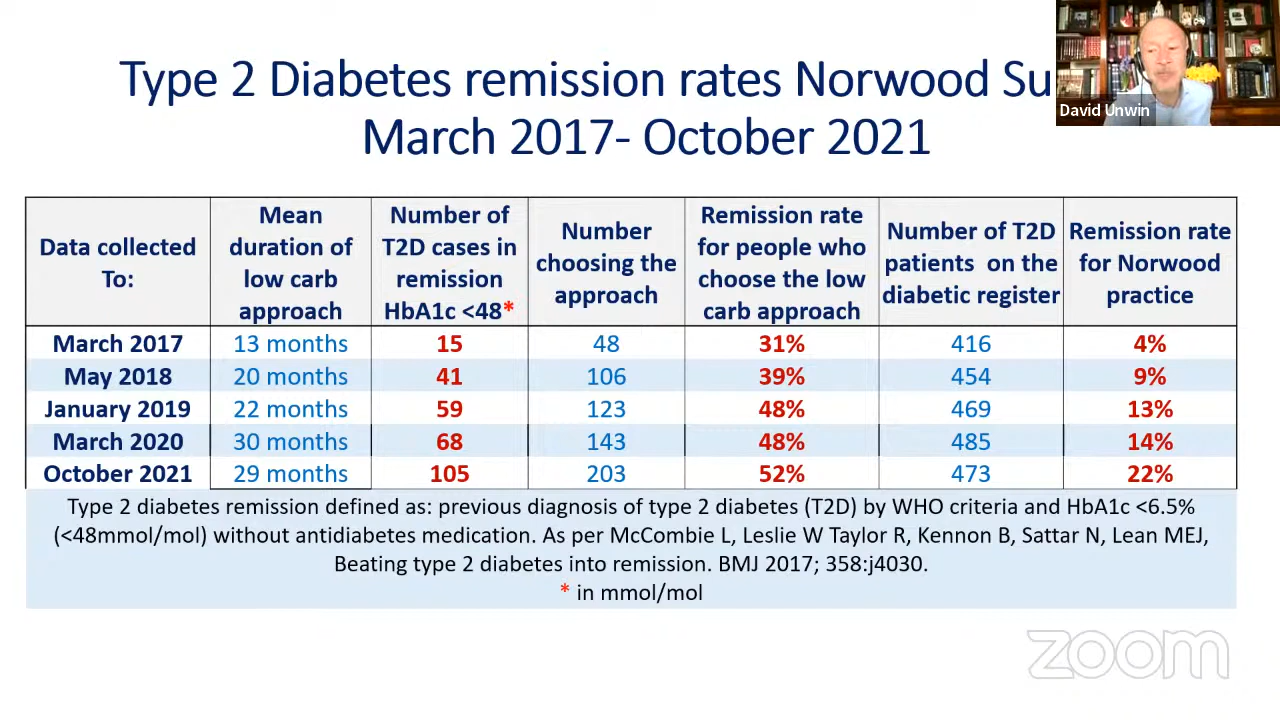 Type 2 Diabetes remission rates Norwood Su
March 2017- October 2021
David Unwin
Data collected To:
Mean duration of low carb approach
Number of T2D cases in remission HbA1c <48*
Number choosing the approach
Remission rate for people who choose the low carb approach
Number of T2D patients on the diabetic register
Remission rate for Norwood practice
March 2017 13 months 15 48 31% 416 4%
May 2018 20 months 41 106 39% 454 9%
January 2019 22 months 59 123 48% 469 13%
March 2020 30 months 68 143 48% 485 14%
October 2021 29 months 105 203 52% 473 22%
Type 2 diabetes remission defined as: previous diagnosis of type 2 diabetes (T2D) by WHO criteria and HbA1c <6.5%
(<48mmol/mol) without antidiabetes medication. As per McCombie L, Leslie W Taylor R, Kennon B, Sattar N, Lean MEJ,
Beating type 2 diabetes into remission. BMJ 2017; 358:j4030.
* in mmol/mol
zoom